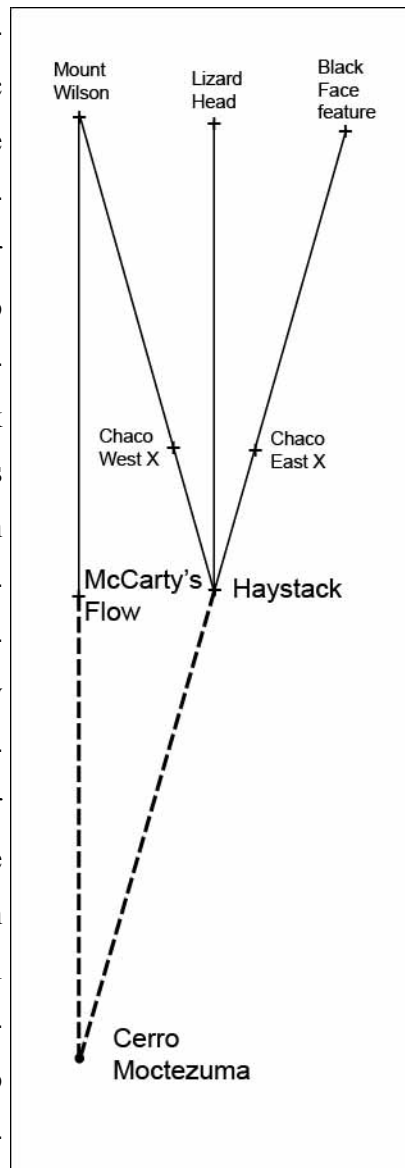 Mount
Wilson
Lizard
Head
Black
Face
feature
Chaco
West X
Chaco
East X
McCarty's
Flow
Haystack
Cerro
Moctezuma